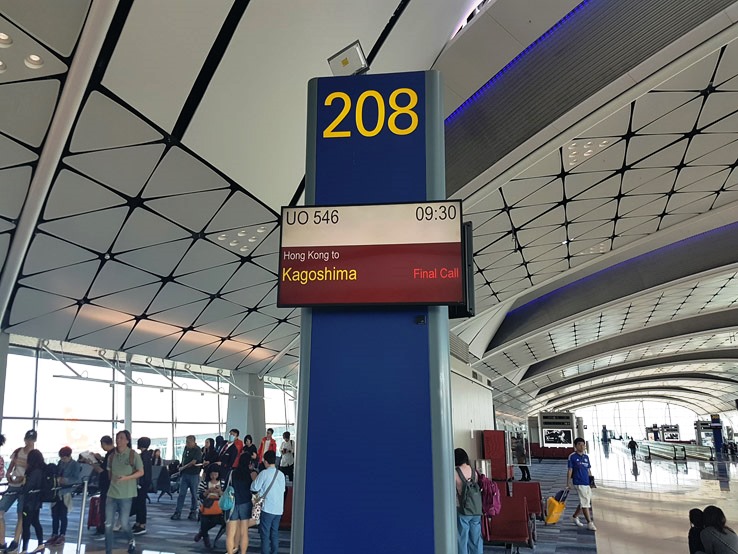 208
UO 546 09:30
Hong Kong to
Kagoshima Final Call